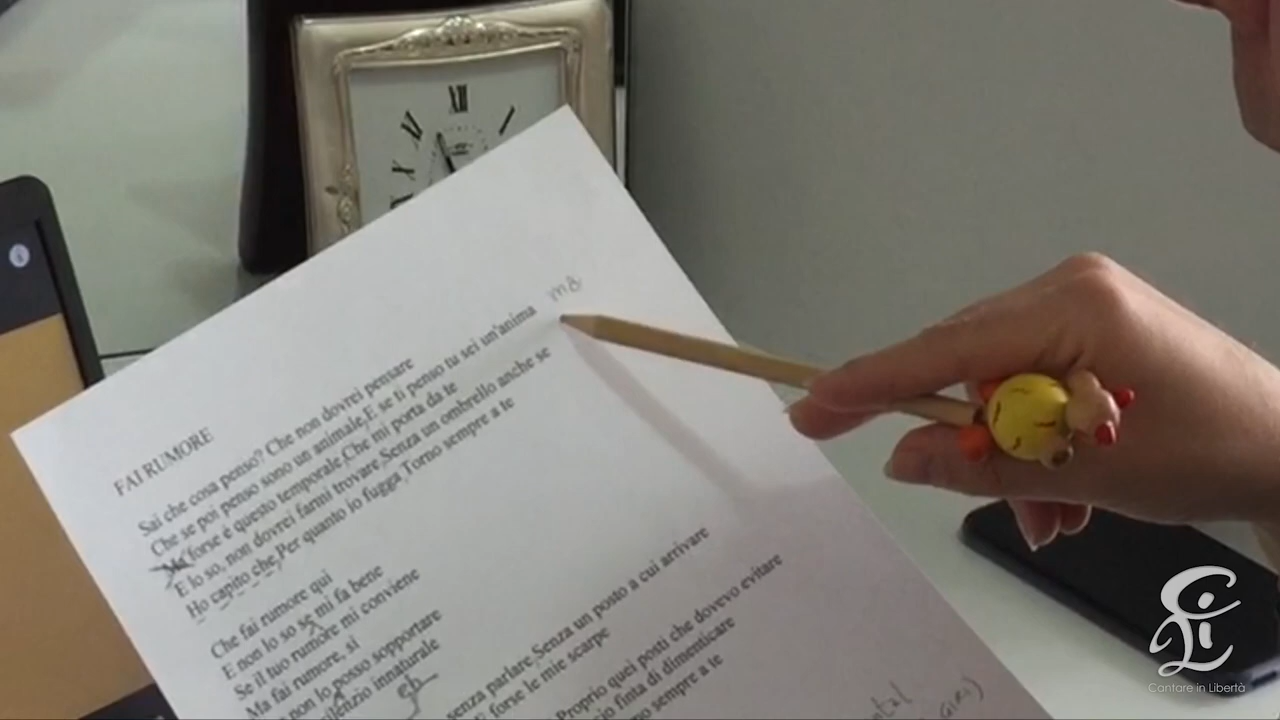 XII
FAI RUMORE
Sai che cosa penso? Che non dovrei pensare
Che se poi penso sono un animale,E se ti penso tu sei un'anima
Ma forse è questo temporale,Che mi porta da te
E lo so, non dovrei farmi trovare,Senza un ombrello anche se
Ho capito che,Per quanto io fugga,Torno sempre a te
Che fai rumore qui
E non lo so se mi fa bene
Se il tuo rumore mi conviene
Ma fai rumore, sì
non lo posso sopportare
silenzio innaturale
senza parlare,Senza un posto a cui arrivare
forse le mie scarpe
Proprio quei posti che dovevo evitare
finta di dimenticare
sempre a te
Cantare in Libertà